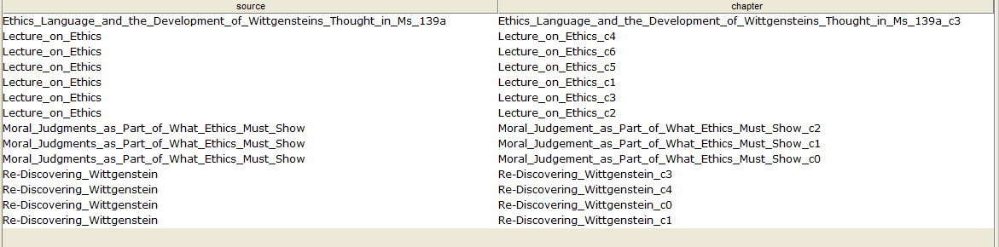 source chapter
Ethics_Language_and_the_Development_of_Wittgensteins_Thought_in_Ms_139a Ethics_Language_and_the_Development_of_Wittgensteins_Thought_in_Ms_139a_c3
Lecture_on_Ethics Lecture_on_Ethics_c4
Lecture_on_Ethics Lecture_on_Ethics_c6
Lecture_on_Ethics Lecture_on_Ethics_c5
Lecture_on_Ethics Lecture_on_Ethics_c1
Lecture_on_Ethics Lecture_on_Ethics_c3
Lecture_on_Ethics Lecture_on_Ethics_c2
Moral_Judgments_as_Part_of_What_Ethics_Must_Show Moral_Judgement_as_Part_of_What_Ethics_Must_Show_c2
Moral_Judgments_as_Part_of_What_Ethics_Must_Show Moral_Judgement_as_Part_of_What_Ethics_Must_Show_c1
Moral_Judgments_as_Part_of_What_Ethics_Must_Show Moral_Judgement_as_Part_of_What_Ethics_Must_Show_c0
Re-Discovering_Wittgenstein Re-Discovering_Wittgenstein_c3
Re-Discovering_Wittgenstein Re-Discovering_Wittgenstein_c4
Re-Discovering_Wittgenstein Re-Discovering_Wittgenstein_c0
Re-Discovering_Wittgenstein Re-Discovering_Wittgenstein_c1